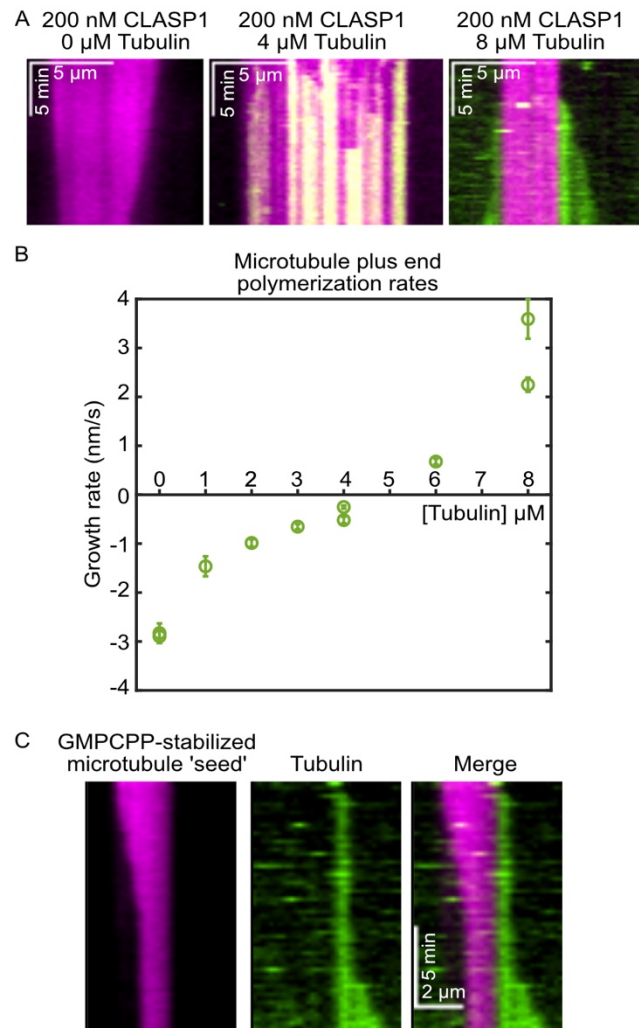 A
200 nM CLASP1
0 µM Tubulin
200 nM CLASP1
4 µM Tubulin
200 nM CLASP1
8 µM Tubulin
5 µm
5 min
5 µm
5 min
5 µm
5 min
B
Microtubule plus end
polymerization rates
Growth rate (nm/s)
4
3
2
1
0
-1
-2
-3
-4
0 1 2 3 4 5 6 7 8
[Tubulin] µM
C
GMPCPP-stabilized
microtubule 'seed'
Tubulin
Merge
5 min
2 µm